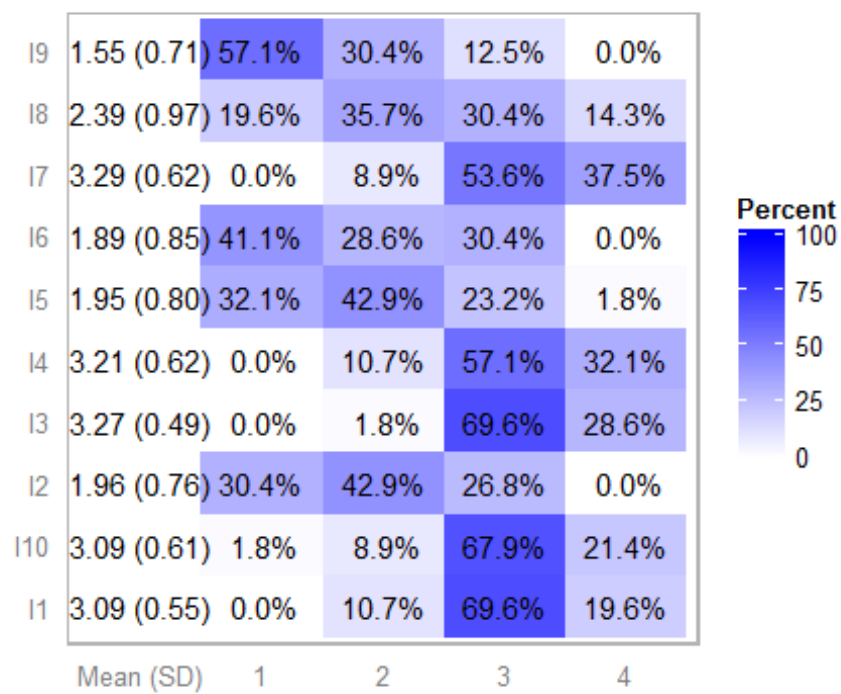 I9 1.55 (0.71) 57.1% 30.4% 12.5% 0.0%
I8 2.39 (0.97) 19.6% 35.7% 30.4% 14.3%
I7 3.29 (0.62) 0.0% 8.9% 53.6% 37.5%
I6 1.89 (0.85) 41.1% 28.6% 30.4% 0.0%
I5 1.95 (0.80) 32.1% 42.9% 23.2% 1.8%
I4 3.21 (0.62) 0.0% 10.7% 57.1% 32.1%
I3 3.27 (0.49) 0.0% 1.8% 69.6% 28.6%
I2 1.96 (0.76) 30.4% 42.9% 26.8% 0.0%
I10 3.09 (0.61) 1.8% 8.9% 67.9% 21.4%
I1 3.09 (0.55) 0.0% 10.7% 69.6% 19.6%
Mean (SD) 1 2 3 4
Percent
100
75
50
25
0